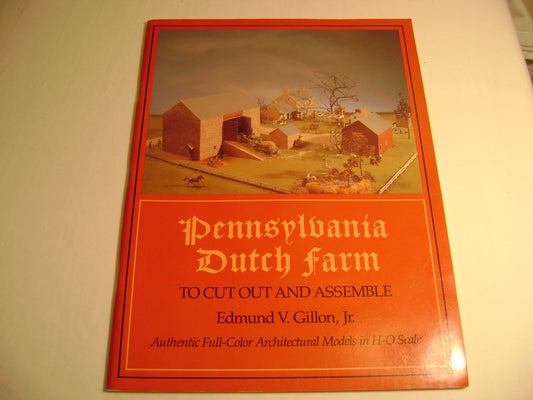 Pennsylvania
Dutch Farm
TO CUT OUT AND ASSEMBLE
Edmund V. Gillon, Jr.
Authentic Full-Color Architectural Models in H-O Scale